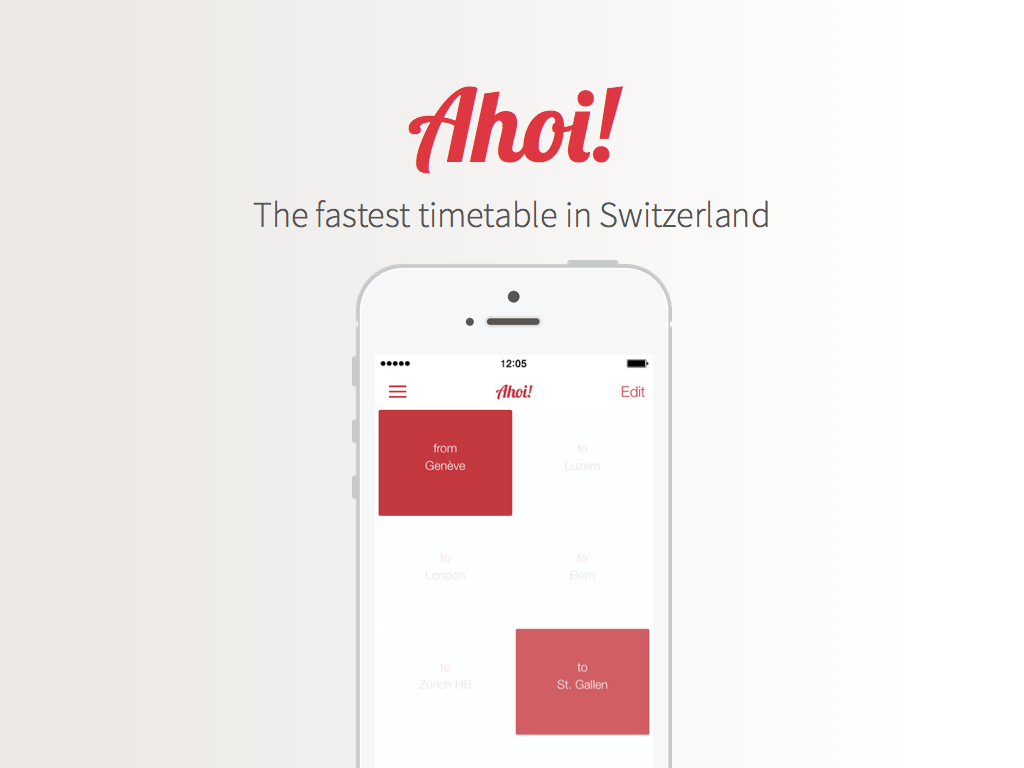 Ahoi!
The fastest timetable in Switzerland
12:05
Ahoi!
Edit
from
Genève
to
Luzern
to
London
to
Bern
to
Zürich HB
to
St. Gallen